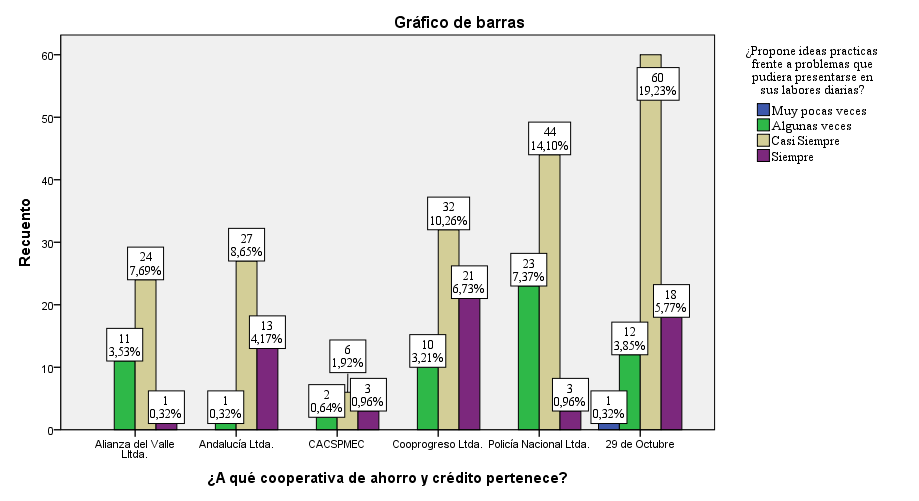 Gráfico de barras
¿Propone ideas practicas
frente a problemas que
pudiera presentarse en
sus labores diarias?
Muy pocas veces
Algunas veces
Casi Siempre
Siempre
Recuento
60
50
40
30
20
10
0
11
3,53%
24
7,69%
1
0,32%
1
0,32%
27
8,65%
13
4,17%
2
0,64%
6
1,92%
3
0,96%
10
3,21%
32
10,26%
21
6,73%
23
7,37%
44
14,10%
3
0,96%
1
0,32%
12
3,85%
60
19,23%
18
5,77%
Alianza del Valle
Lltda.
Andalucía Ltda.
CACSPMEC
Cooprogreso Ltda.
Policía Nacional Ltda.
29 de Octubre
¿A qué cooperativa de ahorro y crédito pertenece?